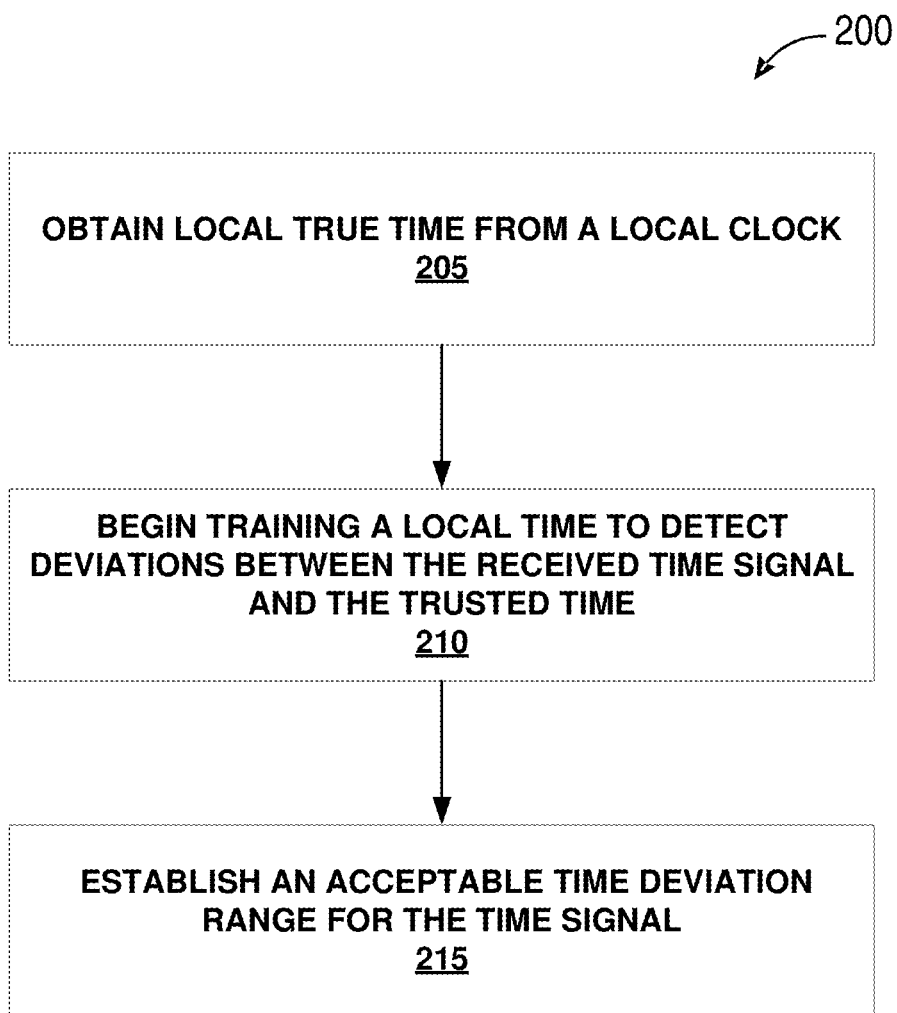 200
OBTAIN LOCAL TRUE TIME FROM A LOCAL CLOCK
205
BEGIN TRAINING A LOCAL TIME TO DETECT
DEVIATIONS BETWEEN THE RECEIVED TIME SIGNAL
AND THE TRUSTED TIME
210
ESTABLISH AN ACCEPTABLE TIME DEVIATION
RANGE FOR THE TIME SIGNAL
215